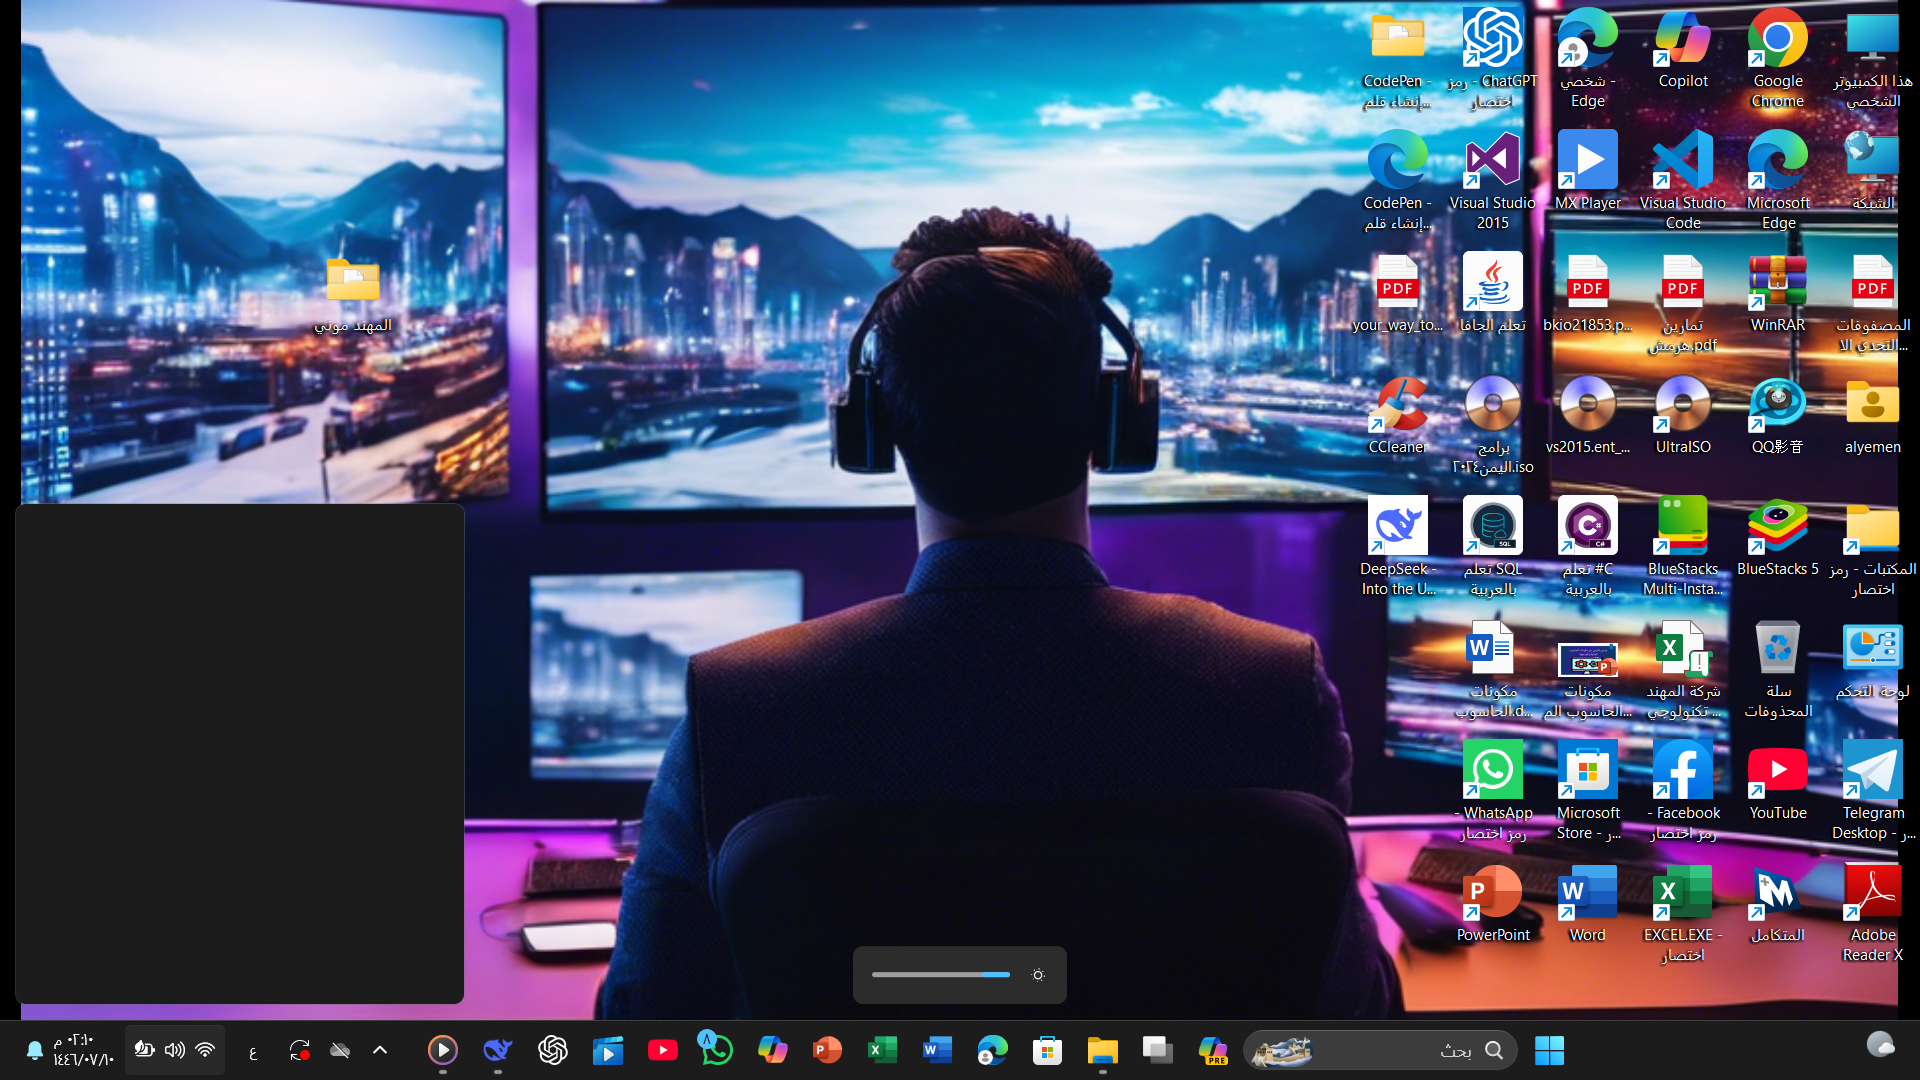 هذا الكمبيوتر
الشخصي
Google
Chrome
Copilot
شخصي -
Edge
ChatGPT - رمز
اختصار
CodePen -
إنشاء قلم...
الشبكة
Microsoft
Edge
Visual Studio
Code
MX Player
Visual Studio
2015
CodePen -
إنشاء قلم...
المصفوفات
التحدي الا...
WinRAR
تمارين
هرمش.pdf
bkio21853.p...
تعلم الجافا
your_way_to...
المهند موني
alyemen
QQ影音
UltraISO
vs2015.ent_...
برامج
اليمن٢٠٢٤.iso
CCleaner
المكتبات - رمز
اختصار
BlueStacks 5
BlueStacks
Multi-Insta...
تعلم C#
بالعربية
تعلم SQL
بالعربية
DeepSeek -
Into the U...
لوحة التحكم
سلة
المحذوفات
شركة المهند
تكنولوجي ...
مكونات
الحاسوب الم...
مكونات
الحاسوب.d...
Telegram
Desktop - ر...
YouTube
Facebook -
رمز اختصار
Microsoft
Store - ر...
WhatsApp -
رمز اختصار
Adobe
Reader X
المتكامل
EXCEL.EXE -
اختصار
Word
PowerPoint
بحث
ع
٠٢:١٠ م
١٤٤٦/٠٧/١٠